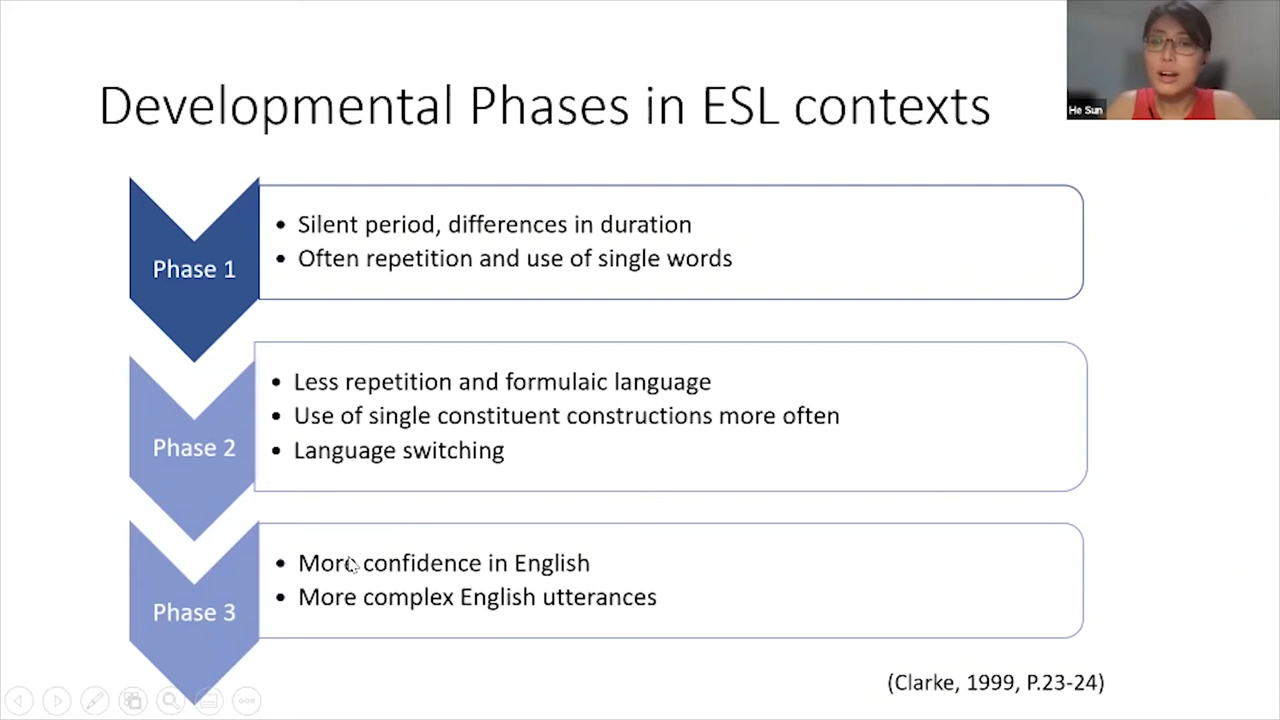 Developmental Phases in ESL contexts
He Sun
Phase 1
• Silent period, differences in duration
• Often repetition and use of single words
Phase 2
• Less repetition and formulaic language
• Use of single constituent constructions more often
• Language switching
Phase 3
• More confidence in English
• More complex English utterances
(Clarke, 1999, P.23-24)